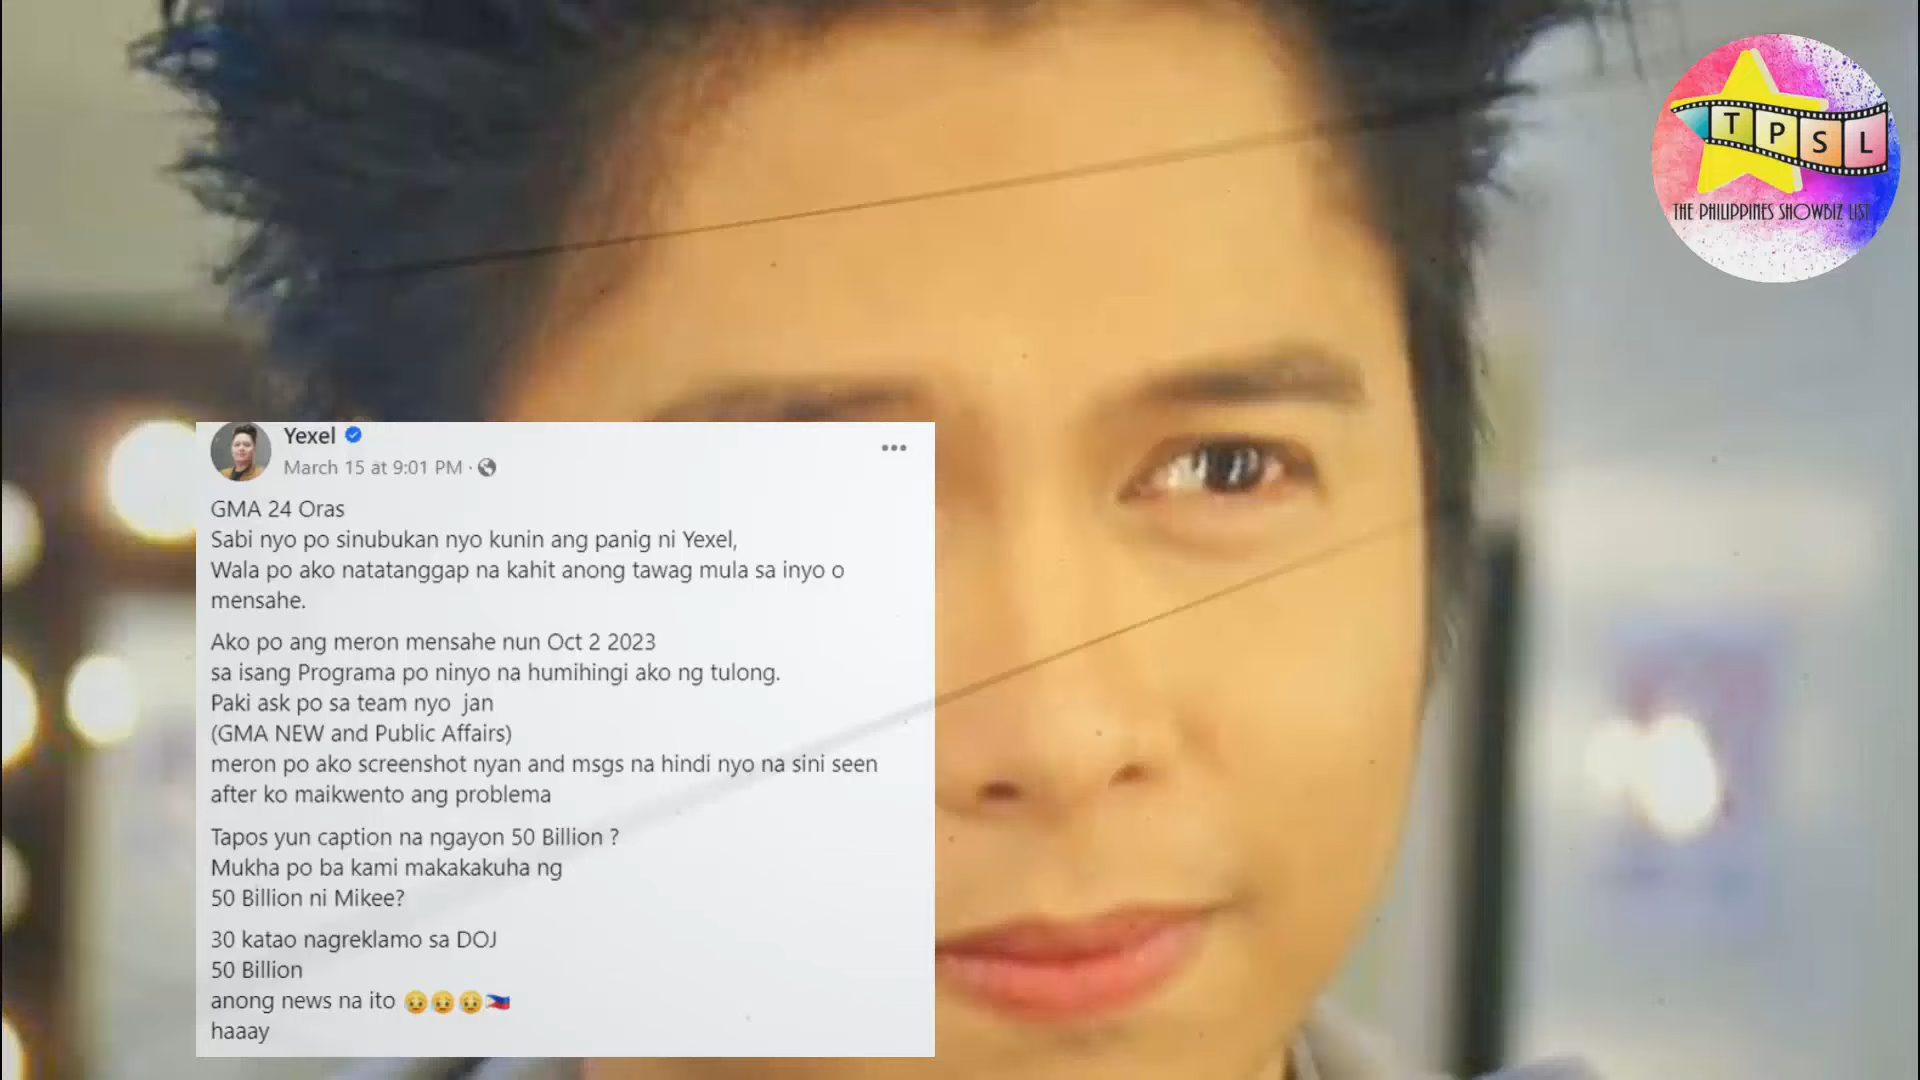 T P S L
THE PHILIPPINES SHOWBIZ LIST
Yexel
March 15 at 9:01 PM ·
GMA 24 Oras
Sabi nyo po sinubukan nyo kunin ang panig ni Yexel,
Wala po ako natatanggap na kahit anong tawag mula sa inyo o
mensahe.
Ako po ang meron mensahe nun Oct 2 2023
sa isang Programa po ninyo na humihingi ako ng tulong.
Paki ask po sa team nyo  jan
(GMA NEW and Public Affairs)
meron po ako screenshot nyan and msgs na hindi nyo na sini seen
after ko maikwento ang problema
Tapos yun caption na ngayon 50 Billion ?
Mukha po ba kami makakakuha ng
50 Billion ni Mikee?
30 katao nagreklamo sa DOJ
50 Billion
anong news na ito 🥹🥹🥹🇵🇭
haaay